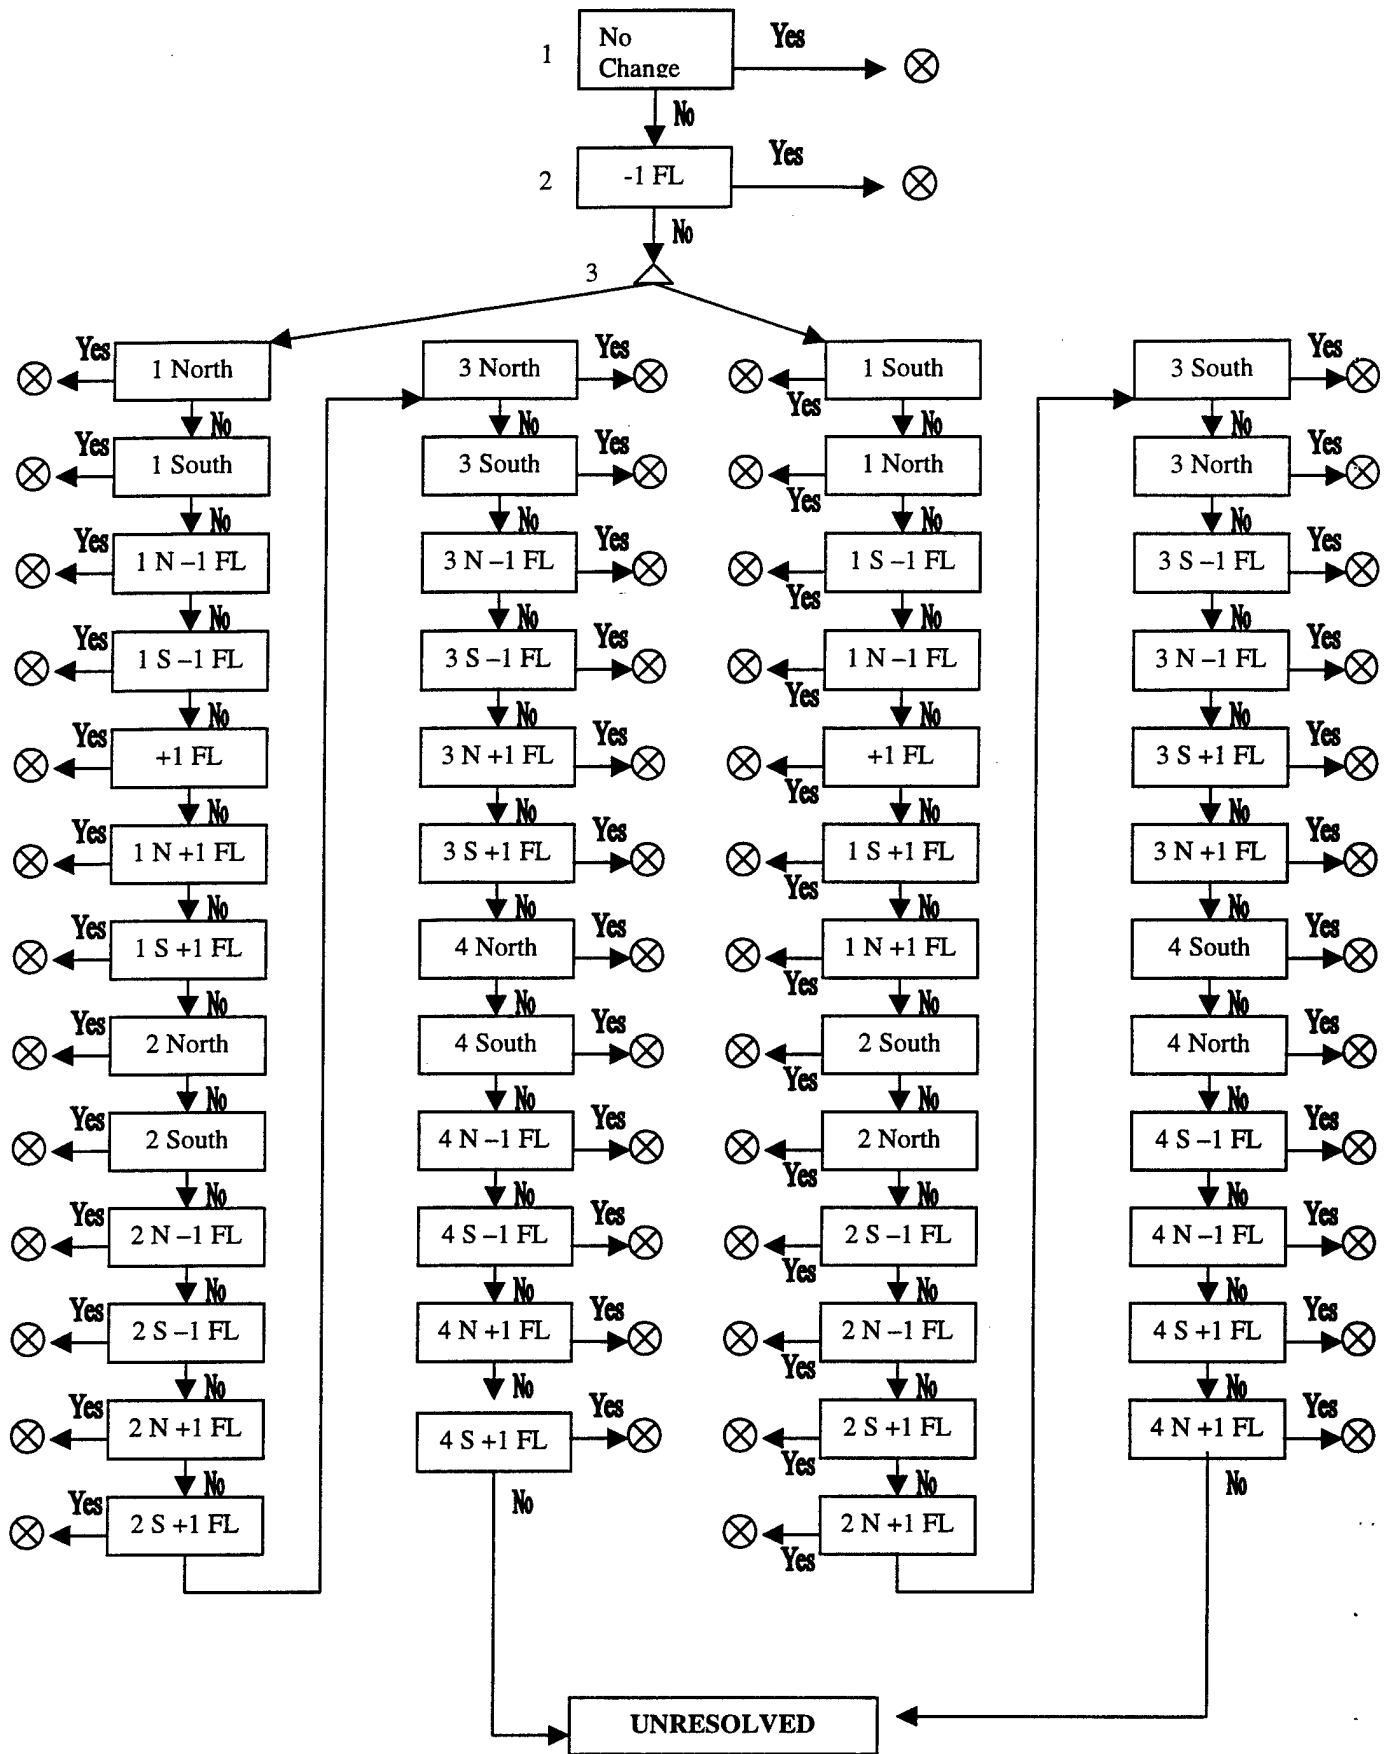 1
No
Change
Yes
No
2
-1 FL
Yes
No
3
Yes
1 North
No
Yes
1 South
No
Yes
1 N –1 FL
No
Yes
1 S –1 FL
No
Yes
+1 FL
No
Yes
1 N +1 FL
No
Yes
1 S +1 FL
No
Yes
2 North
No
Yes
2 South
No
Yes
2 N –1 FL
No
Yes
2 S –1 FL
No
Yes
2 N +1 FL
No
Yes
2 S +1 FL
3 North
Yes
No
3 South
Yes
No
3 N –1 FL
Yes
No
3 S –1 FL
Yes
No
3 N +1 FL
Yes
No
3 S +1 FL
Yes
No
4 North
Yes
No
4 South
Yes
No
4 N –1 FL
Yes
No
4 S –1 FL
Yes
No
4 N +1 FL
Yes
No
4 S +1 FL
Yes
No
1 South
Yes
No
1 North
Yes
No
1 S –1 FL
Yes
No
1 N –1 FL
Yes
No
+1 FL
Yes
No
1 S +1 FL
Yes
No
1 N +1 FL
Yes
No
2 South
Yes
No
2 North
Yes
No
2 S –1 FL
Yes
No
2 N –1 FL
Yes
No
2 S +1 FL
Yes
No
2 N +1 FL
Yes
3 South
Yes
No
3 North
Yes
No
3 S –1 FL
Yes
No
3 N –1 FL
Yes
No
3 S +1 FL
Yes
No
3 N +1 FL
Yes
No
4 South
Yes
No
4 North
Yes
No
4 S –1 FL
Yes
No
4 N –1 FL
Yes
No
4 S +1 FL
Yes
No
4 N +1 FL
Yes
No
UNRESOLVED